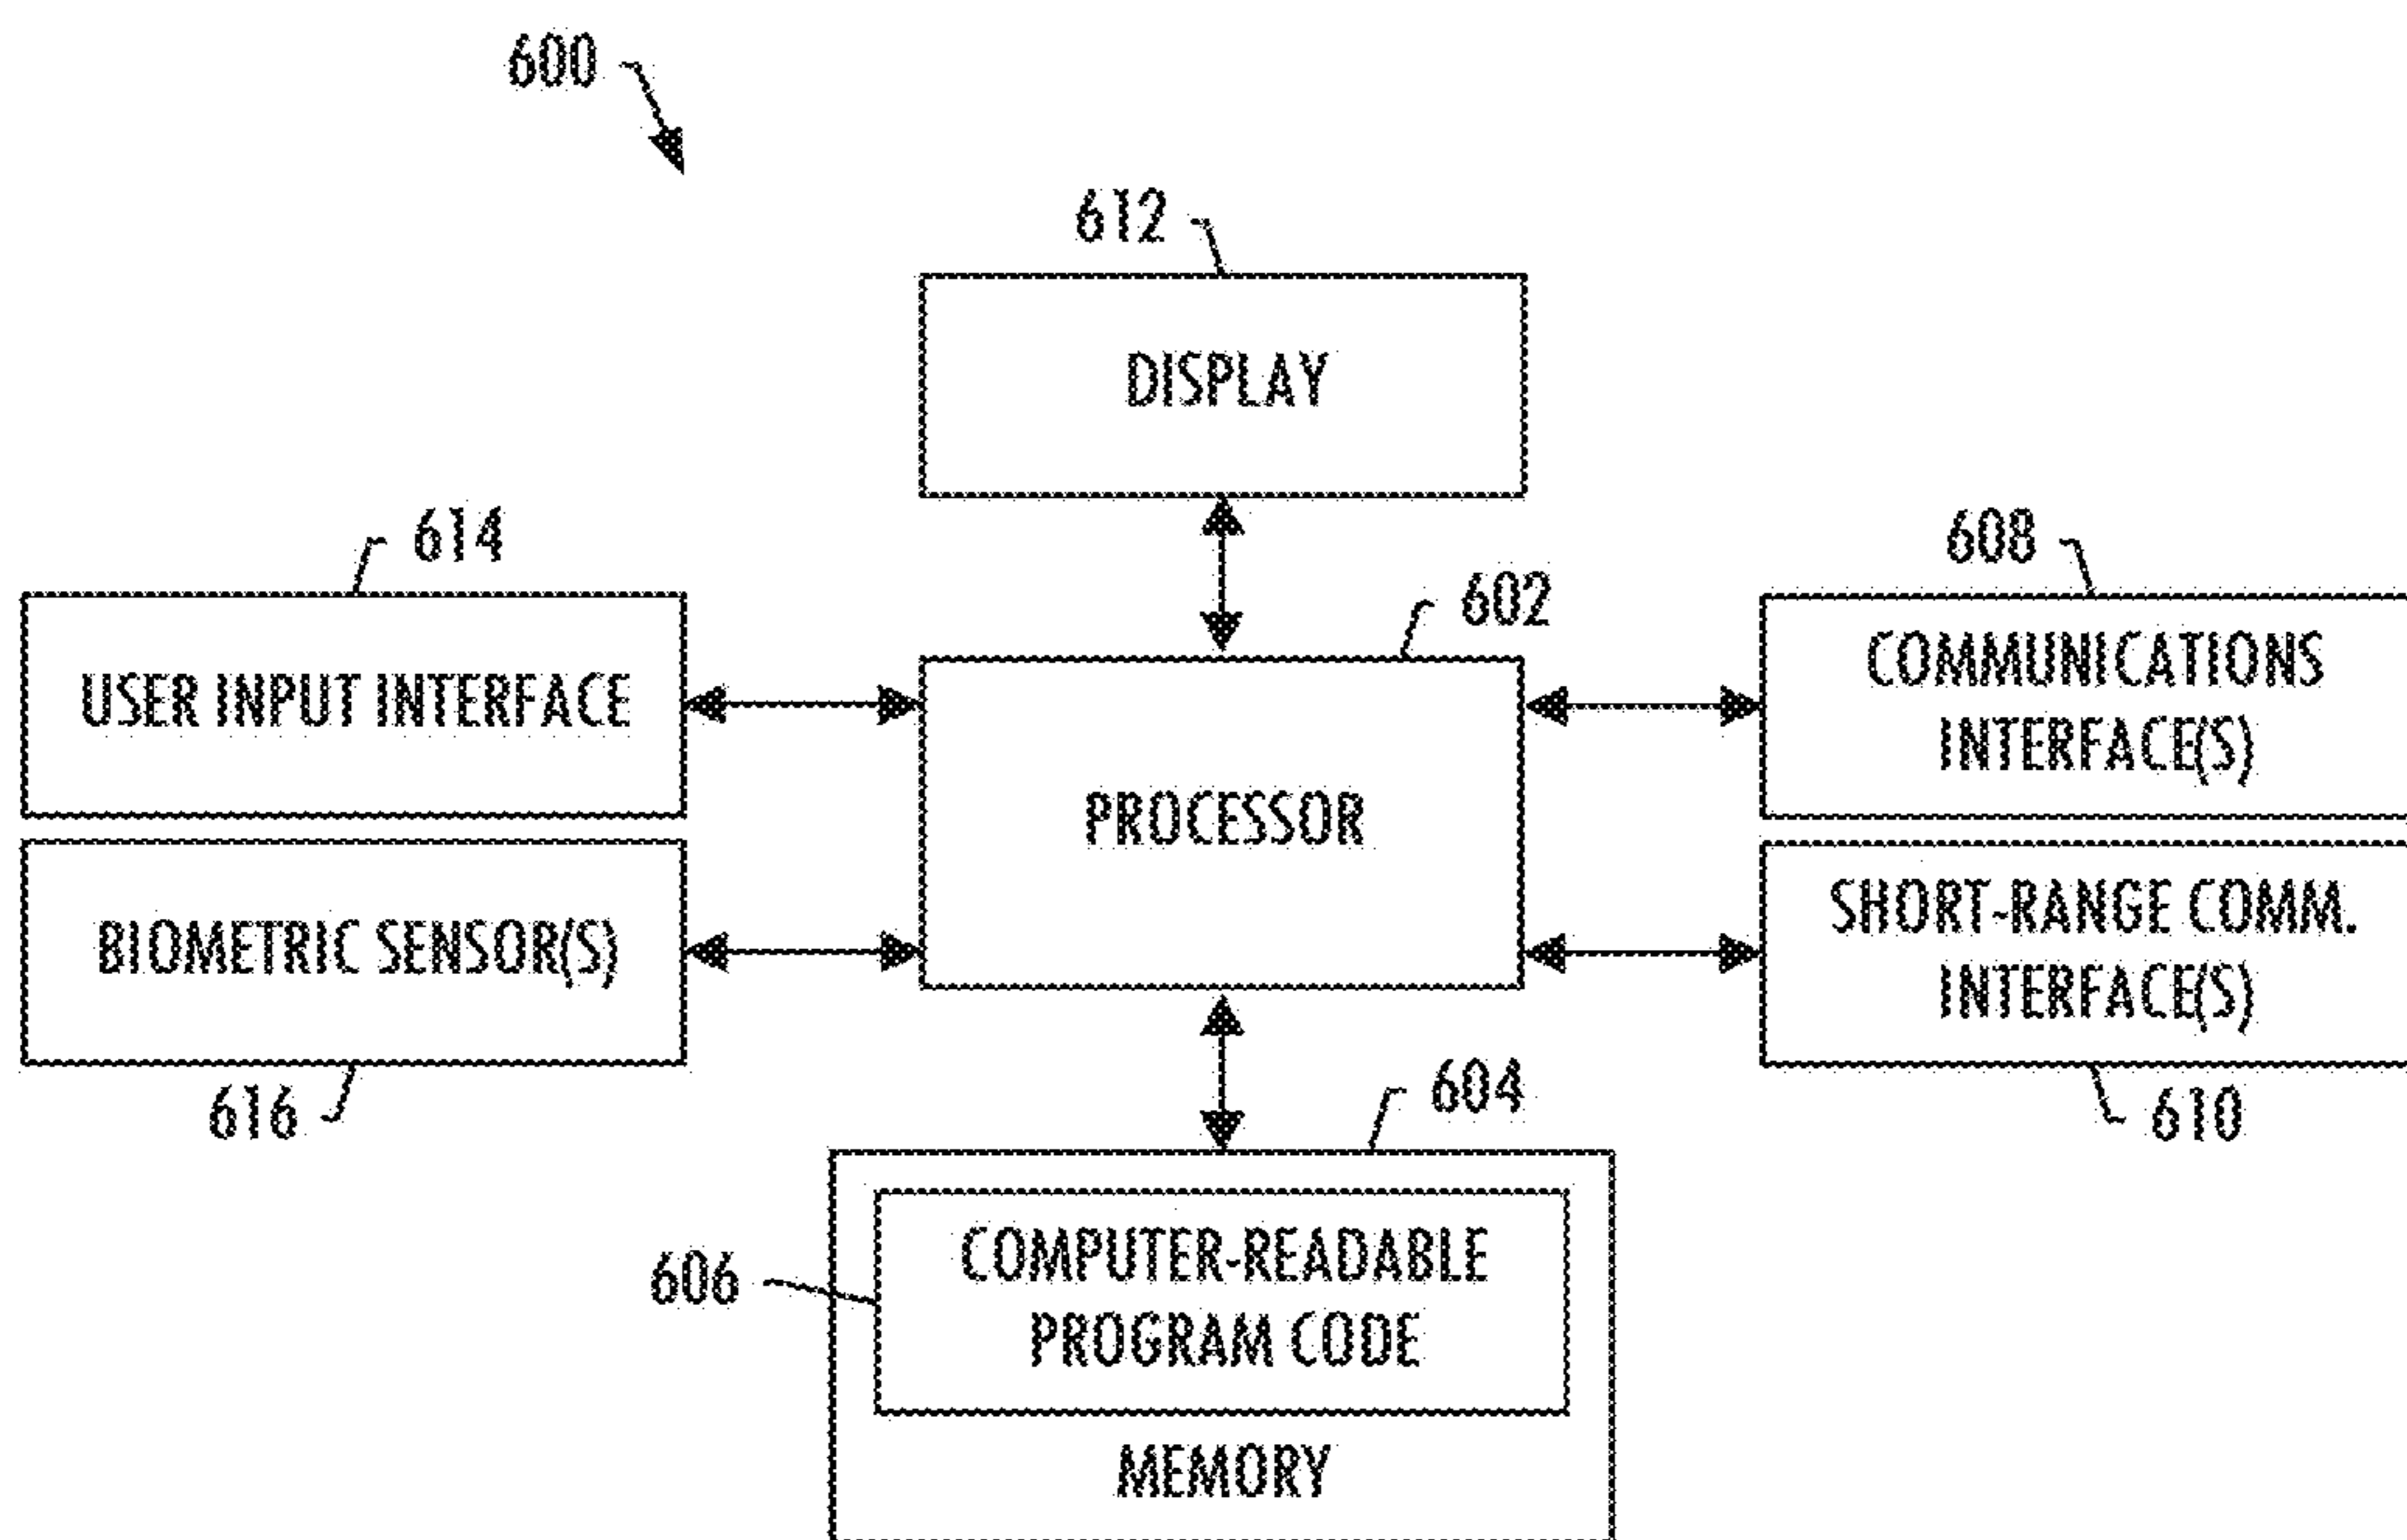 600
612
DISPLAY
614
608
602
USER INPUT INTERFACE
COMMUNICATIONS
INTERFACE(S)
PROCESSOR
BIOMETRIC SENSOR(S)
SHORT-RANGE COMM.
INTERFACE(S)
616
604
610
606
COMPUTER-READABLE
PROGRAM CODE
MEMORY